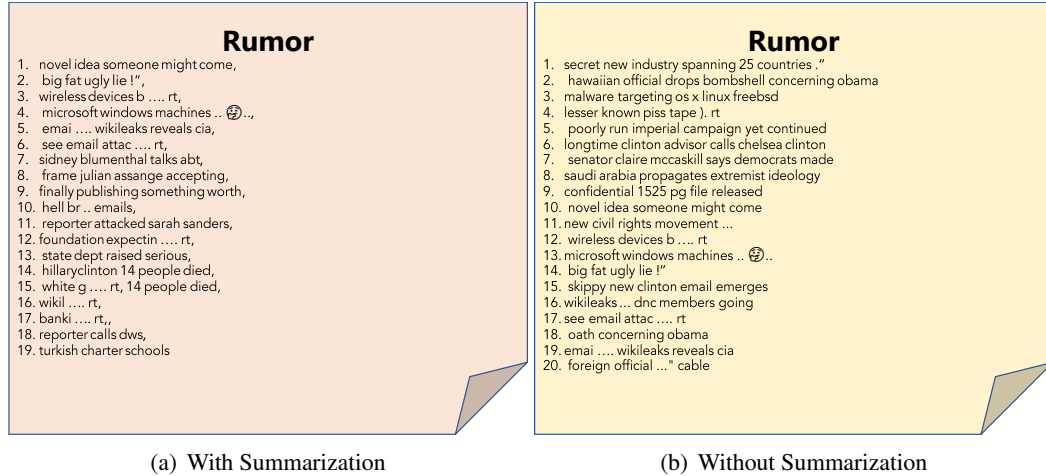 Rumor
1. novel idea someone might come,
2. big fat ugly lie !”,
3. wireless devices b .... rt,
4. microsoft windows machines .. 🤔..,
5. emai .... wikileaks reveals cia,
6. see email attac .... rt,
7. sidney blumenthal talks abt,
8. frame julian assange accepting,
9. finally publishing something worth,
10. hell br .. emails,
11. reporter attacked sarah sanders,
12. foundation expectin .... rt,
13. state dept raised serious,
14. hillaryclinton 14 people died,
15. white g .... rt, 14 people died,
16. wikil .... rt,
17. banki .... rt,,
18. reporter calls dws,
19. turkish charter schools
(a) With Summarization
Rumor
1. secret new industry spanning 25 countries .“
2. hawaiian official drops bombshell concerning obama
3. malware targeting os x linux freebsd
4. lesser known piss tape ). rt
5. poorly run imperial campaign yet continued
6. longtime clinton advisor calls chelsea clinton
7. senator claire mccaskill says democrats made
8. saudi arabia propagates extremist ideology
9. confidential 1525 pg file released
10. novel idea someone might come
11. new civil rights movement ...
12. wireless devices b .... rt
13. microsoft windows machines .. 🤔..
14. big fat ugly lie !”
15. skippy new clinton email emerges
16. wikileaks ... dnc members going
17. see email attac .... rt
18. oath concerning obama
19. emai .... wikileaks reveals cia
20. foreign official ..." cable
(b) Without Summarization